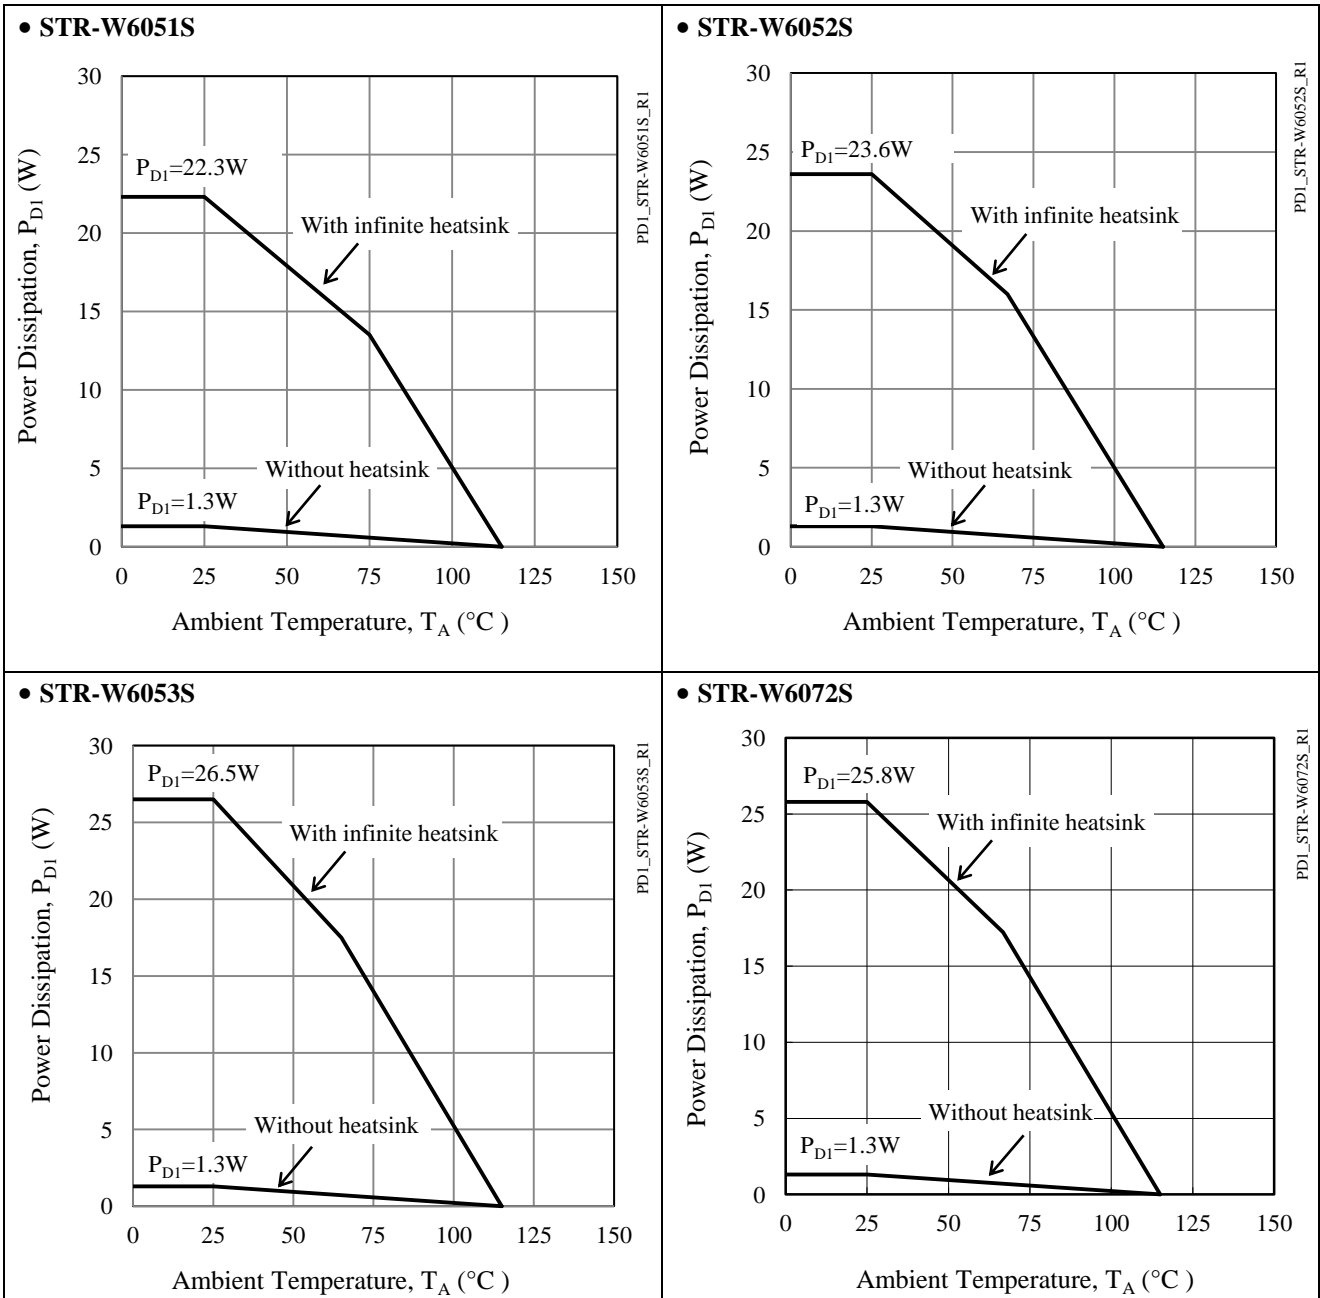 • STR-W6051S
30
25
20
15
10
5
0
0 25 50 75 100 125 150
Power Dissipation, PD1 (W)
Ambient Temperature, TA (°C )
PD1=22.3W
With infinite heatsink
Without heatsink
PD1=1.3W
PD1_STR-W6051S_R1
• STR-W6052S
30
25
20
15
10
5
0
0 25 50 75 100 125 150
Power Dissipation, PD1 (W)
Ambient Temperature, TA (°C )
PD1=23.6W
With infinite heatsink
Without heatsink
PD1=1.3W
PD1_STR-W6052S_R1
• STR-W6053S
30
25
20
15
10
5
0
0 25 50 75 100 125 150
Power Dissipation, PD1 (W)
Ambient Temperature, TA (°C )
PD1=26.5W
With infinite heatsink
Without heatsink
PD1=1.3W
PD1_STR-W6053S_R1
• STR-W6072S
30
25
20
15
10
5
0
0 25 50 75 100 125 150
Power Dissipation, PD1 (W)
Ambient Temperature, TA (°C )
PD1=25.8W
With infinite heatsink
Without heatsink
PD1=1.3W
PD1_STR-W6072S_R1